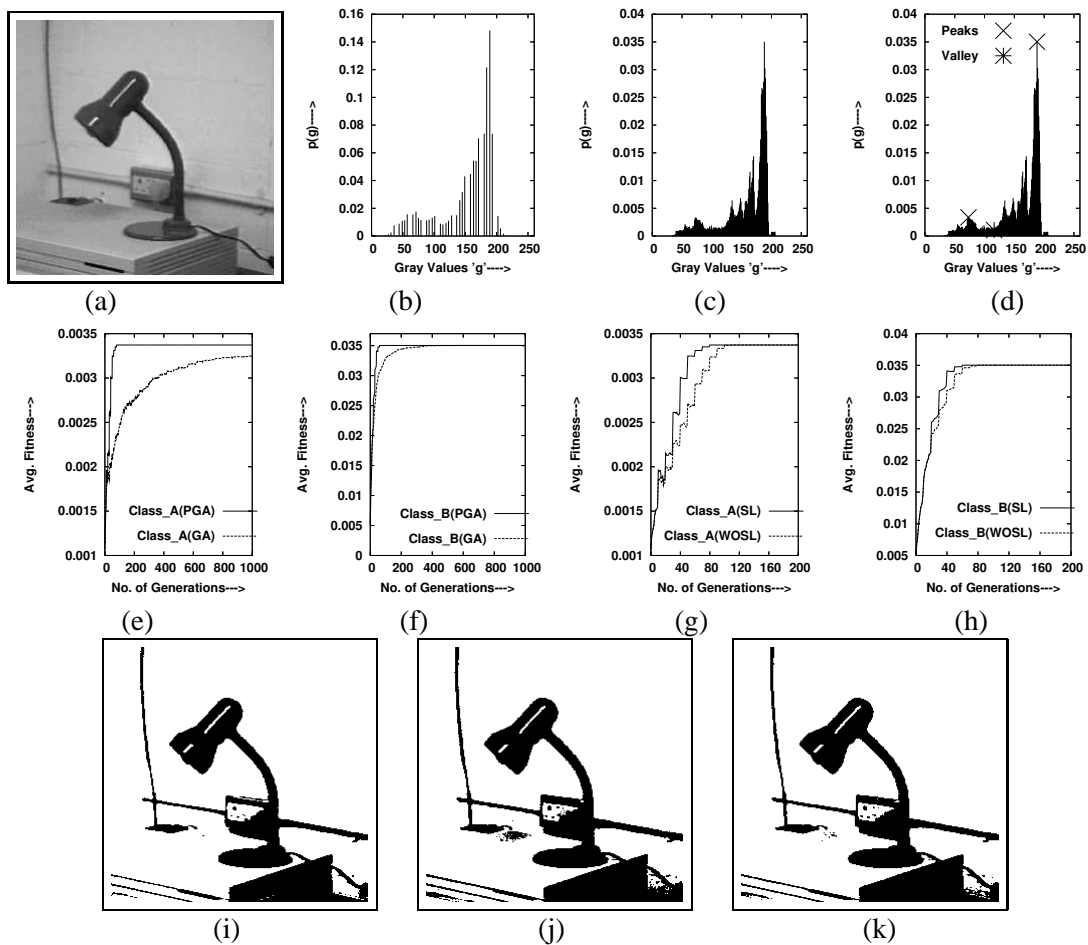 0.16
0.14
0.12
0.10
0.08
0.06
0.04
0.02
0
p(g)---->
0 50 100 150 200 250
Gray Values 'g'---->
0.04
0.035
0.03
0.025
0.02
0.015
0.01
0.005
0
p(g)---->
0 50 100 150 200 250
Gray Values 'g'---->
0.04
0.035
0.03
0.025
0.02
0.015
0.01
0.005
0
p(g)---->
Peaks
Valley
0 50 100 150 200 250
Gray Values 'g'---->
(a) (b) (c) (d)
0.0035
0.003
0.0025
0.002
0.0015
0.001
Avg. Fitness--->
Class_A(PGA)
Class_A(GA)
0 200 400 600 800 1000
No. of Generations--->
0.035
0.03
0.025
0.02
0.015
0.01
0.005
0
Avg. Fitness--->
Class_B(PGA)
Class_B(GA)
0 200 400 600 800 1000
No. of Generations--->
0.0035
0.003
0.0025
0.002
0.0015
0.001
Avg. Fitness--->
Class_A(SL)
Class_A(WOSL)
0 40 80 120 160 200
No. of Generations--->
0.04
0.035
0.03
0.025
0.02
0.015
0.01
0.005
Avg. Fitness--->
Class_B(SL)
Class_B(WOSL)
0 40 80 120 160 200
No. of Generations--->
(e) (f) (g) (h)
(i) (j) (k)